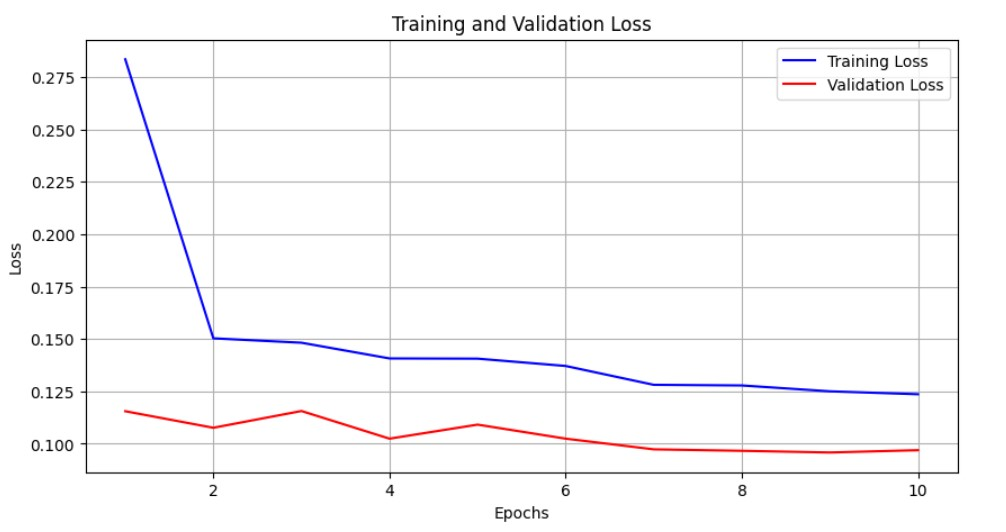 Training and Validation Loss
Training Loss
Validation Loss
0.275
0.250
0.225
0.200
0.175
0.150
0.125
0.100
Loss
2
4
6
8
10
Epochs